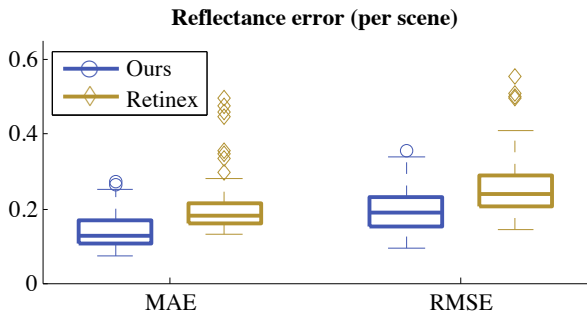 Reflectance error (per scene)
0.6
Ours
Retinex
0.4
0.2
0
MAE
RMSE